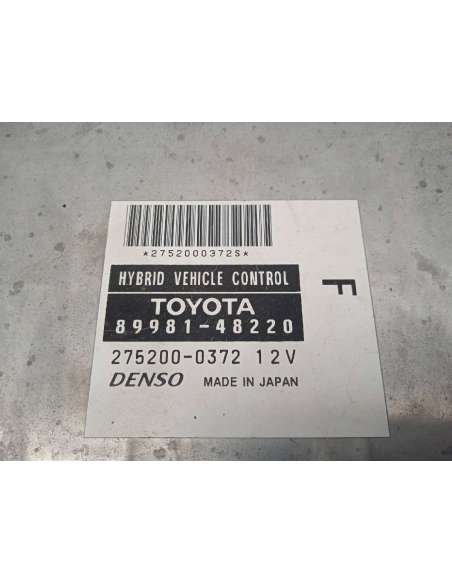 *2752000372S*
HYBRID VEHICLE CONTROL
TOYOTA
89981-48220
275200-0372 12V
DENSO MADE IN JAPAN
F